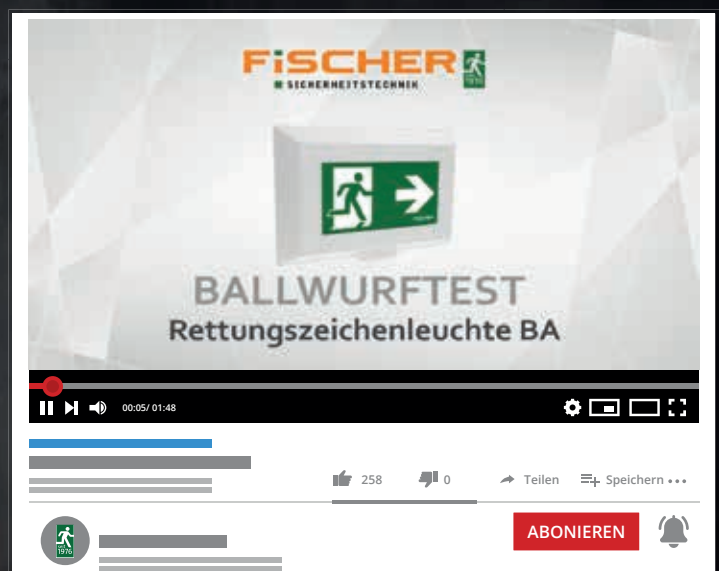 FiSCHER
SICHERHEITSTECHNIK
BALLWURFTEST
Rettungszeichenleuchte BA
00:05/ 01:48
258 0 Teilen Speichern
ABONIEREN
1976